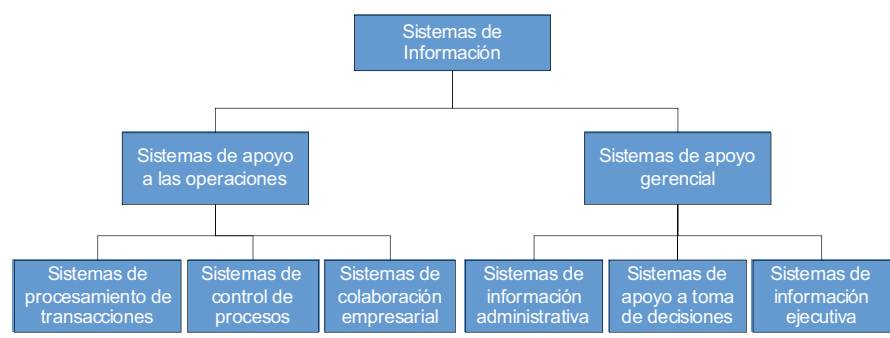 Sistemas de
Información
Sistemas de apoyo
a las operaciones
Sistemas de apoyo
gerencial
Sistemas de
procesamiento de
transacciones
Sistemas de
control de
procesos
Sistemas de
colaboración
empresarial
Sistemas de
información
administrativa
Sistemas de
apoyo a toma
de decisiones
Sistemas de
información
ejecutiva